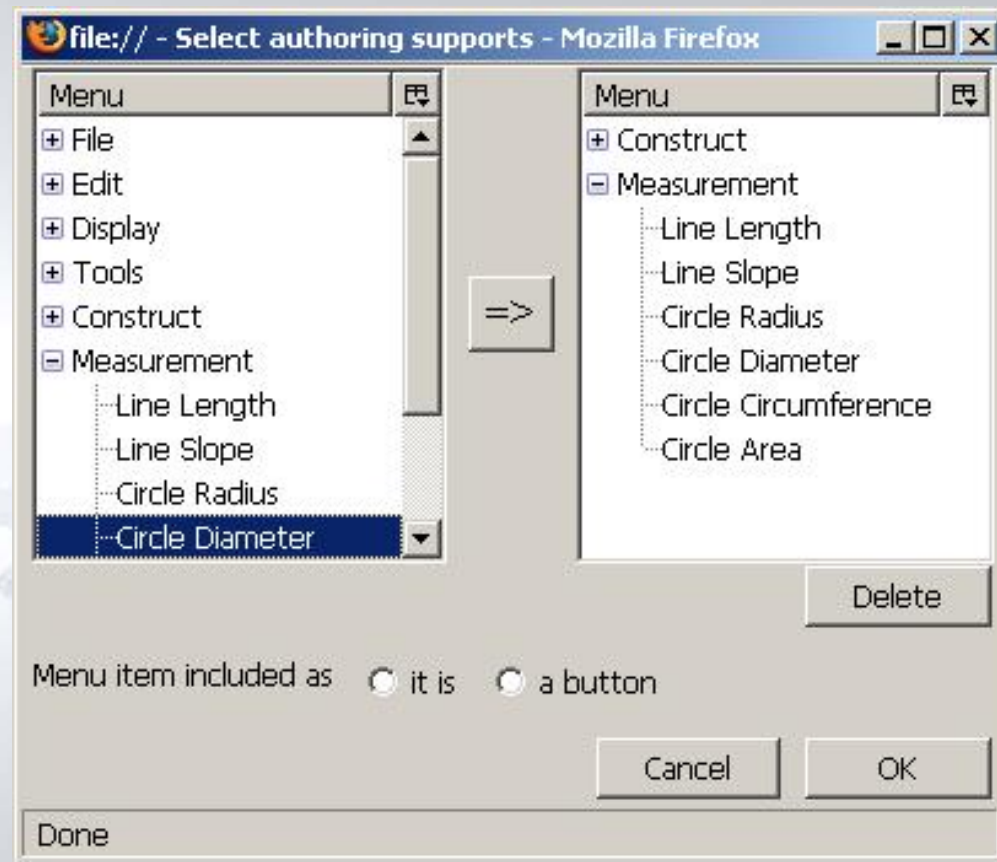 file:// - Select authoring supports - Mozilla Firefox
Menu
File
Edit
Display
Tools
Construct
Measurement
Line Length
Line Slope
Circle Radius
Circle Diameter
=>
Menu
Construct
Measurement
Line Length
Line Slope
Circle Radius
Circle Diameter
Circle Circumference
Circle Area
Delete
Menu item included as it is a button
Cancel OK
Done